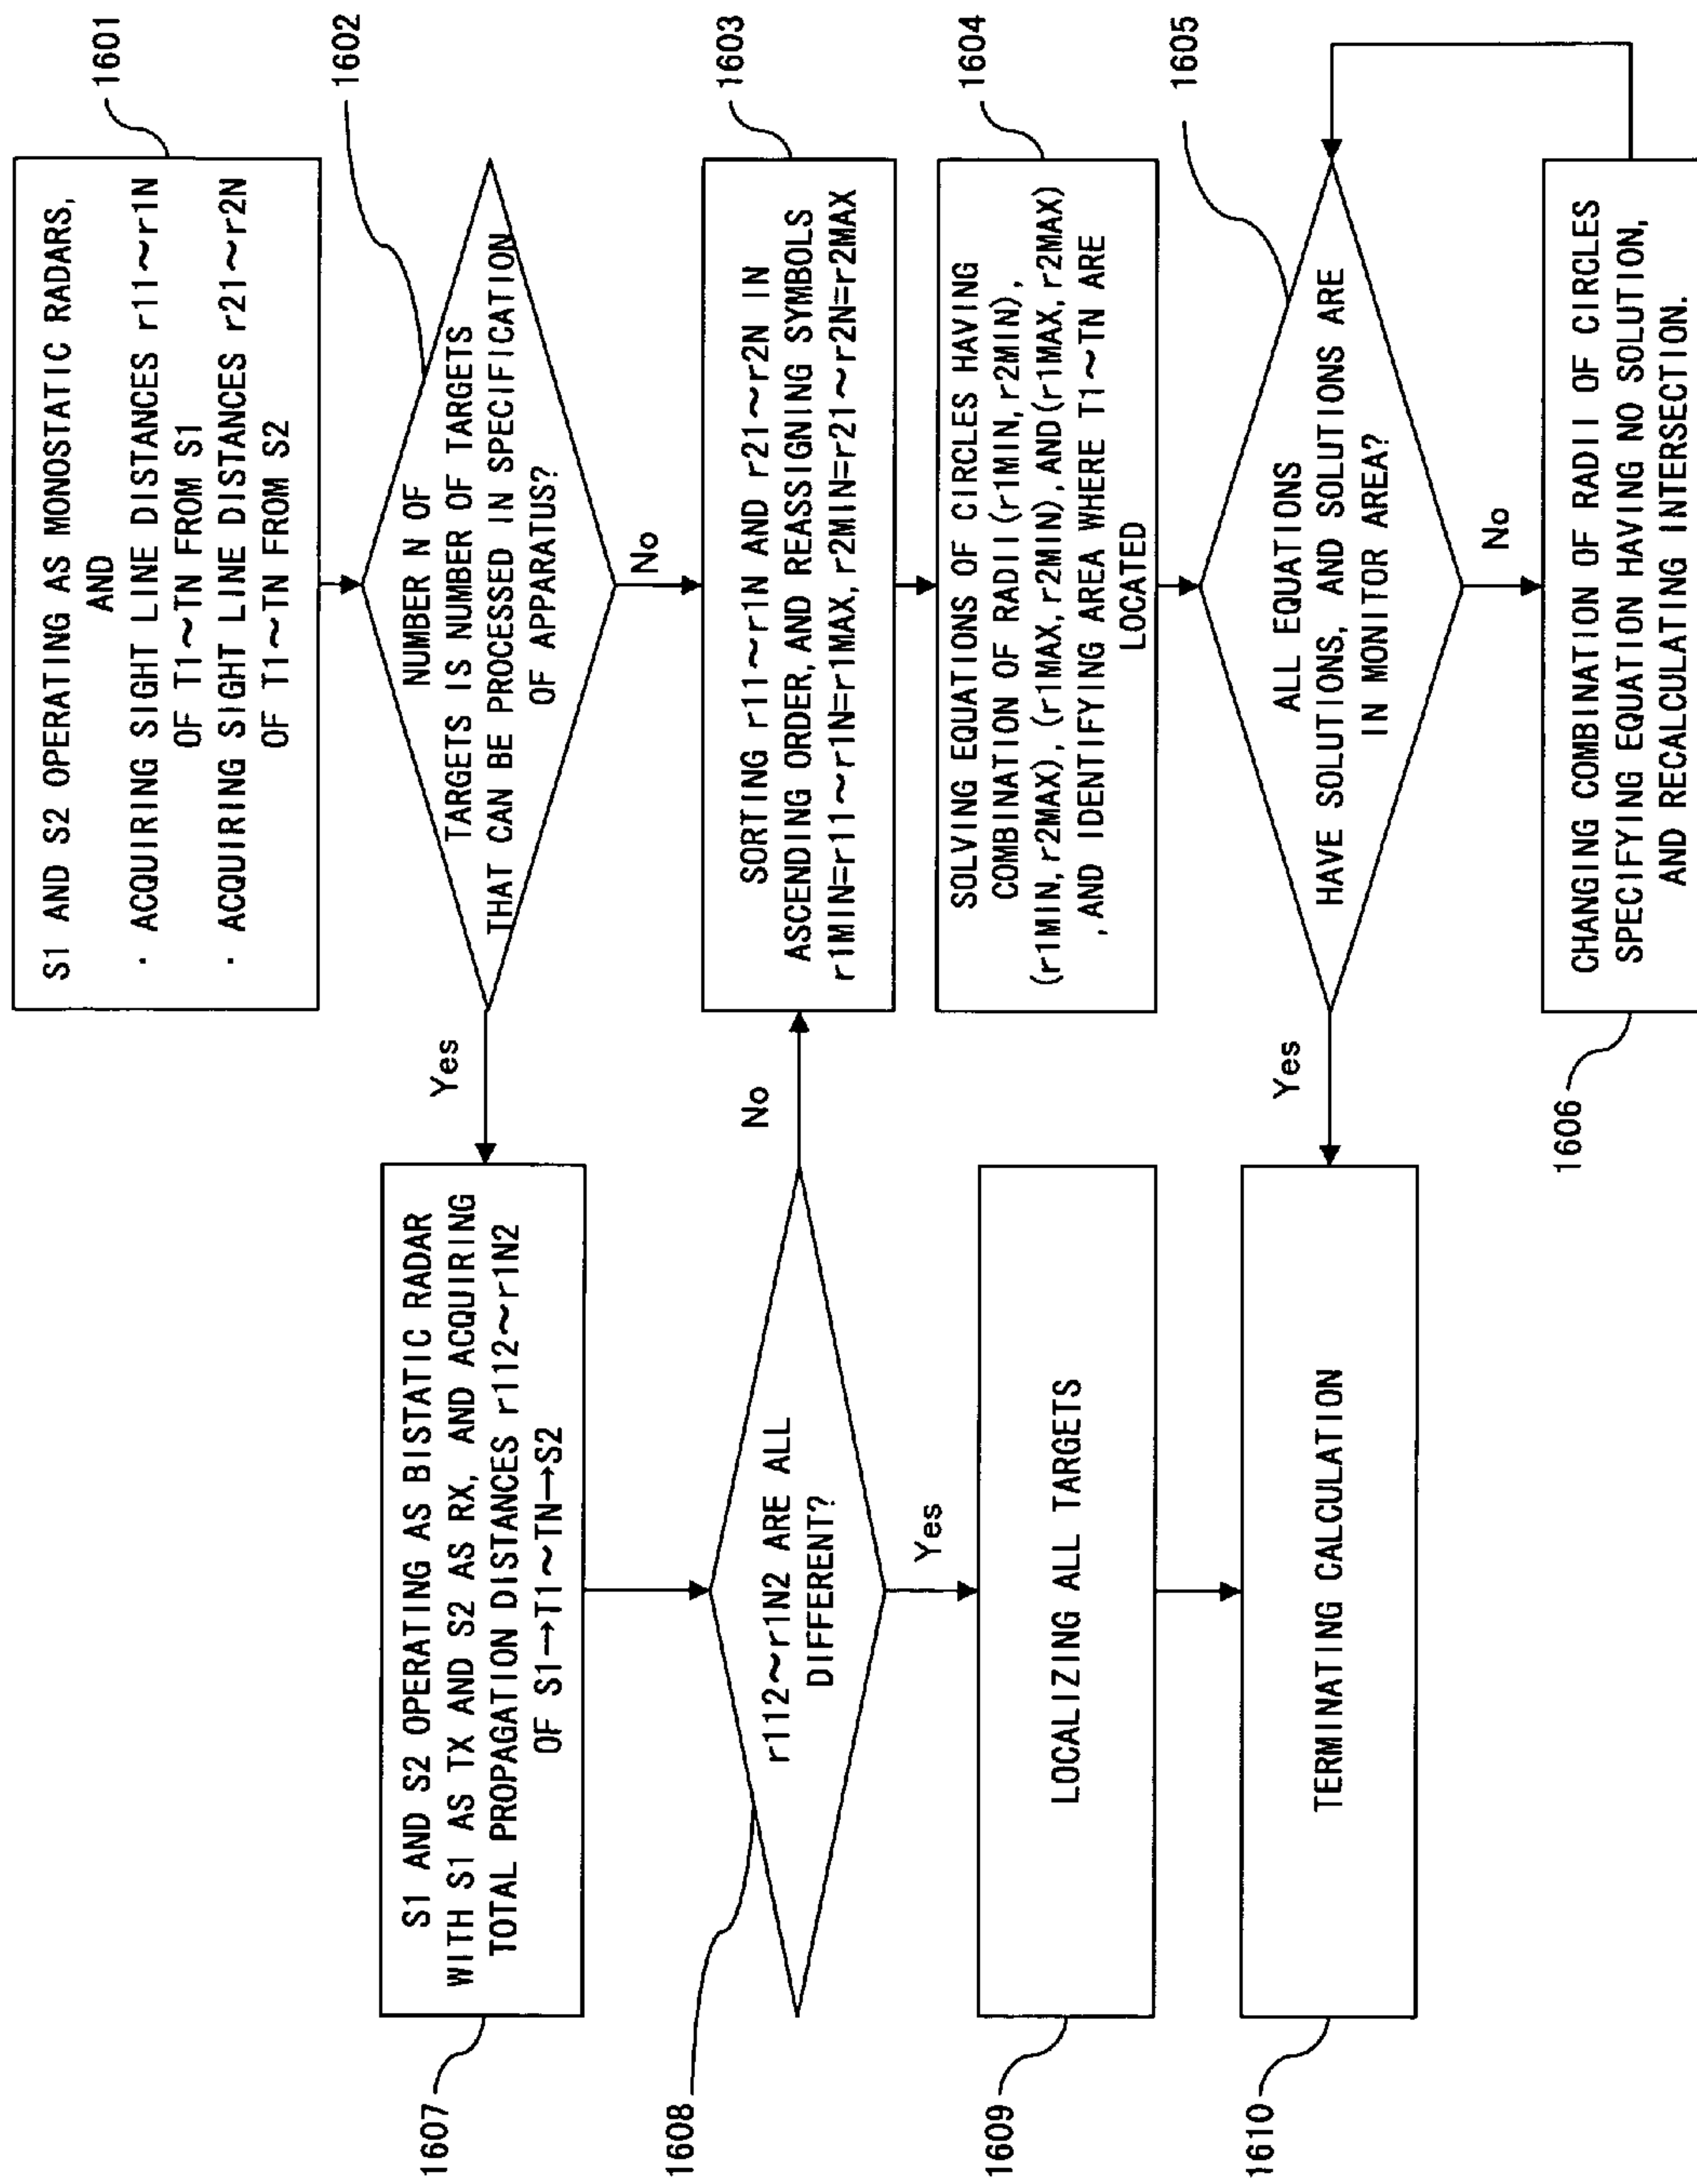 S1 AND S2 OPERATING AS MONOSTATIC RADARS,
AND
· ACQUIRING SIGHT LINE DISTANCES r11~r1N
OF T1~TN FROM S1
· ACQUIRING SIGHT LINE DISTANCES r21~r2N
OF T1~TN FROM S2
1601
NUMBER N OF
TARGETS IS NUMBER OF TARGETS
THAT CAN BE PROCESSED IN SPECIFICATION
OF APPARATUS?
1602
Yes
No
SORTING r11~r1N AND r21~r2N IN
ASCENDING ORDER, AND REASSIGNING SYMBOLS
r1MIN=r11~r1N=r1MAX, r2MIN=r21~r2N=r2MAX
1603
SOLVING EQUATIONS OF CIRCLES HAVING
COMBINATION OF RADII (r1MIN, r2MIN),
(r1MIN, r2MAX), (r1MAX, r2MIN), AND (r1MAX, r2MAX)
, AND IDENTIFYING AREA WHERE T1~TN ARE
LOCATED
1604
ALL EQUATIONS
HAVE SOLUTIONS, AND SOLUTIONS ARE
IN MONITOR AREA?
1605
Yes
No
CHANGING COMBINATION OF RADII OF CIRCLES
SPECIFYING EQUATION HAVING NO SOLUTION,
AND RECALCULATING INTERSECTION.
1606
S1 AND S2 OPERATING AS BISTATIC RADAR
WITH S1 AS TX AND S2 AS RX, AND ACQUIRING
TOTAL PROPAGATION DISTANCES r112~r1N2
OF S1→T1~TN→S2
1607
r112~r1N2 ARE ALL
DIFFERENT?
1608
No
Yes
LOCALIZING ALL TARGETS
1609
TERMINATING CALCULATION
1610